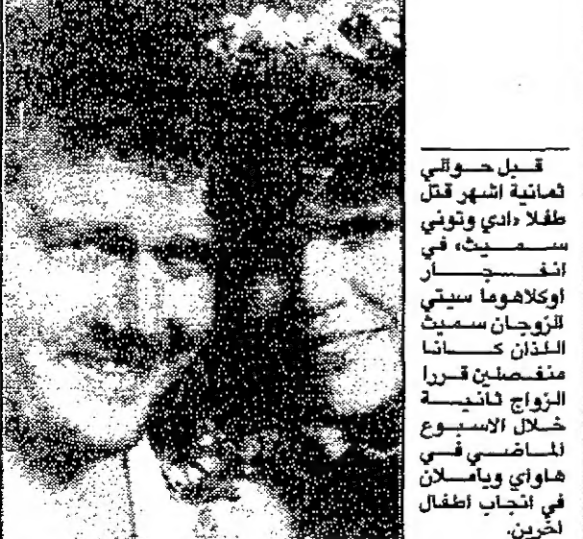 قبل حوالي
ثمانية اشهر قتل
طفلا «ادي وتوني
سميث» في
انفجار
اوكلاهوما سيتي
الزوجان سميث
اللذان كانا
منفصلين قررا
الزواج ثانية
خلال الاسبوع
الماضي في
هاواي ويأملان
في انجاب اطفال
اخرين.